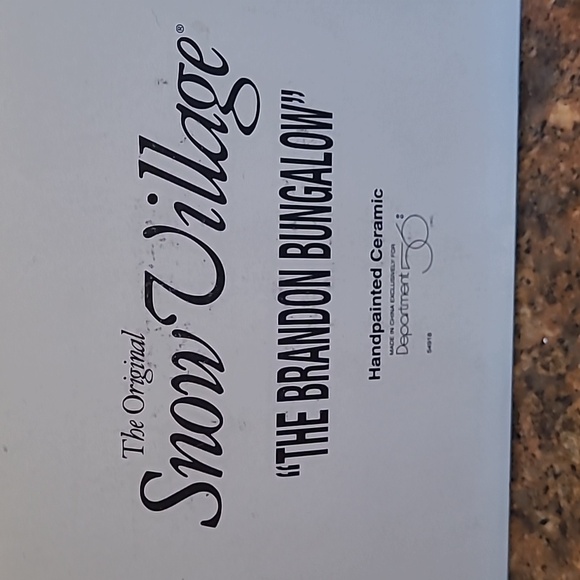 The Original
Snow Village®
“THE BRANDON BUNGALOW”
Handpainted Ceramic
MADE IN CHINA EXCLUSIVELY FOR
Department 56®
54918